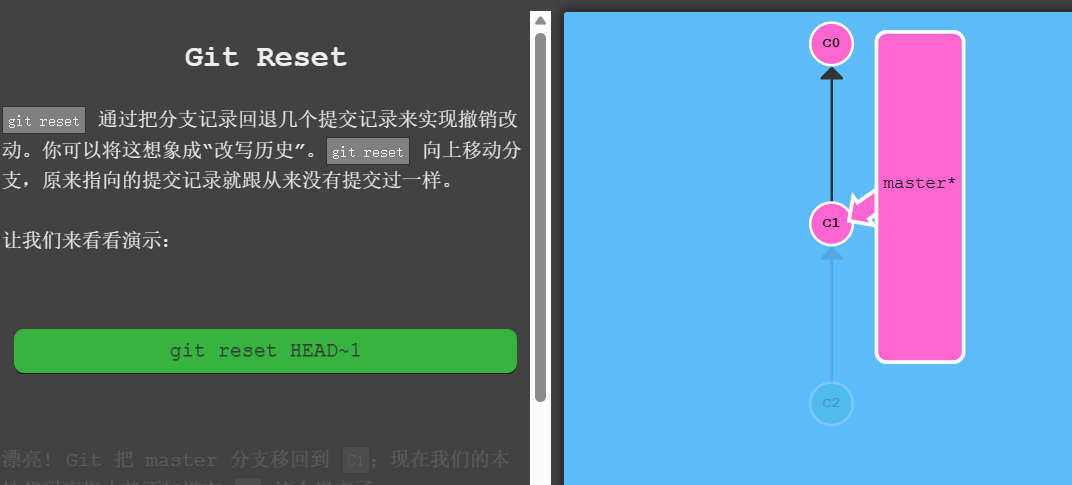 Git Reset
git reset 通过把分支记录回退几个提交记录来实现撤销改
动。你可以将这想象成“改写历史”。git reset 向上移动分
支，原来指向的提交记录就跟从来没有提交过一样。
让我们来看看演示：
git reset HEAD~1
漂亮! Git 把 master 分支移回到 C1；现在我们的本
C0
master*
C1
C2